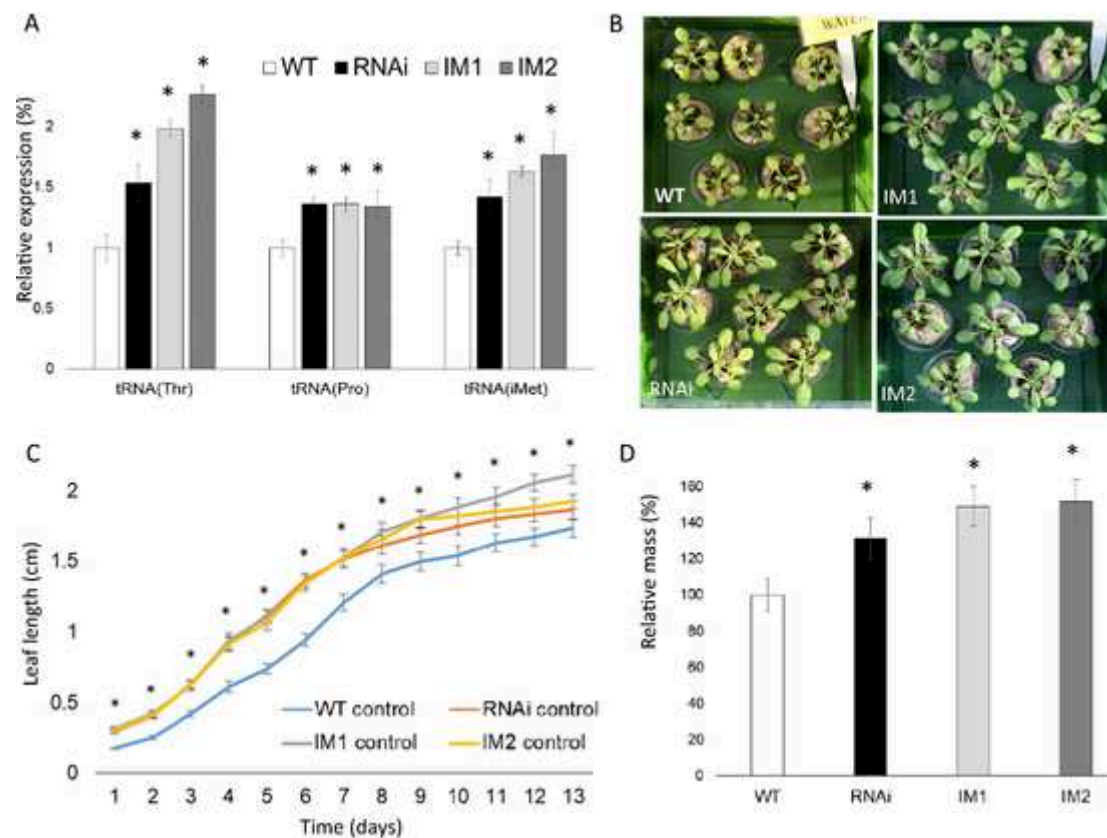 A
WT RNAi IM1 IM2
Relative expression (%)
2
1.5
1
0.5
0
tRNA(Thr) tRNA(Pro) tRNA(iMet)
* * * * * * * * *
B
WATER
WT
IM1
RNAi
IM2
C
Leaf length (cm)
2
1.5
1
0.5
0
* * * * * * * * * * * * *
WT control RNAi control
IM1 control IM2 control
1 2 3 4 5 6 7 8 9 10 11 12 13
Time (days)
D
Relative mass (%)
* * *
160
140
120
100
80
60
40
20
0
WT RNAi IM1 IM2